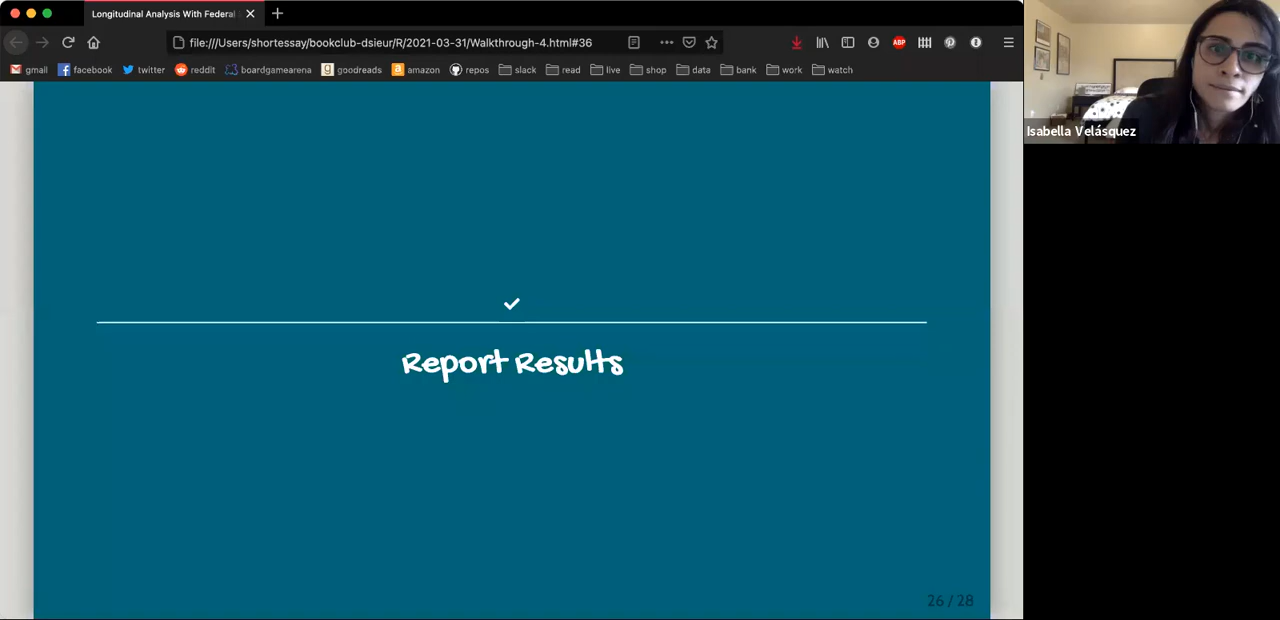 Longitudinal Analysis With Federal
file:///Users/shortessay/bookclub-dsieur/R/2021-03-31/Walkthrough-4.html#36
gmail facebook twitter reddit boardgamearena goodreads amazon repos slack read live shop data bank work watch
ABP
Isabella Velásquez
Report Results
26 / 28